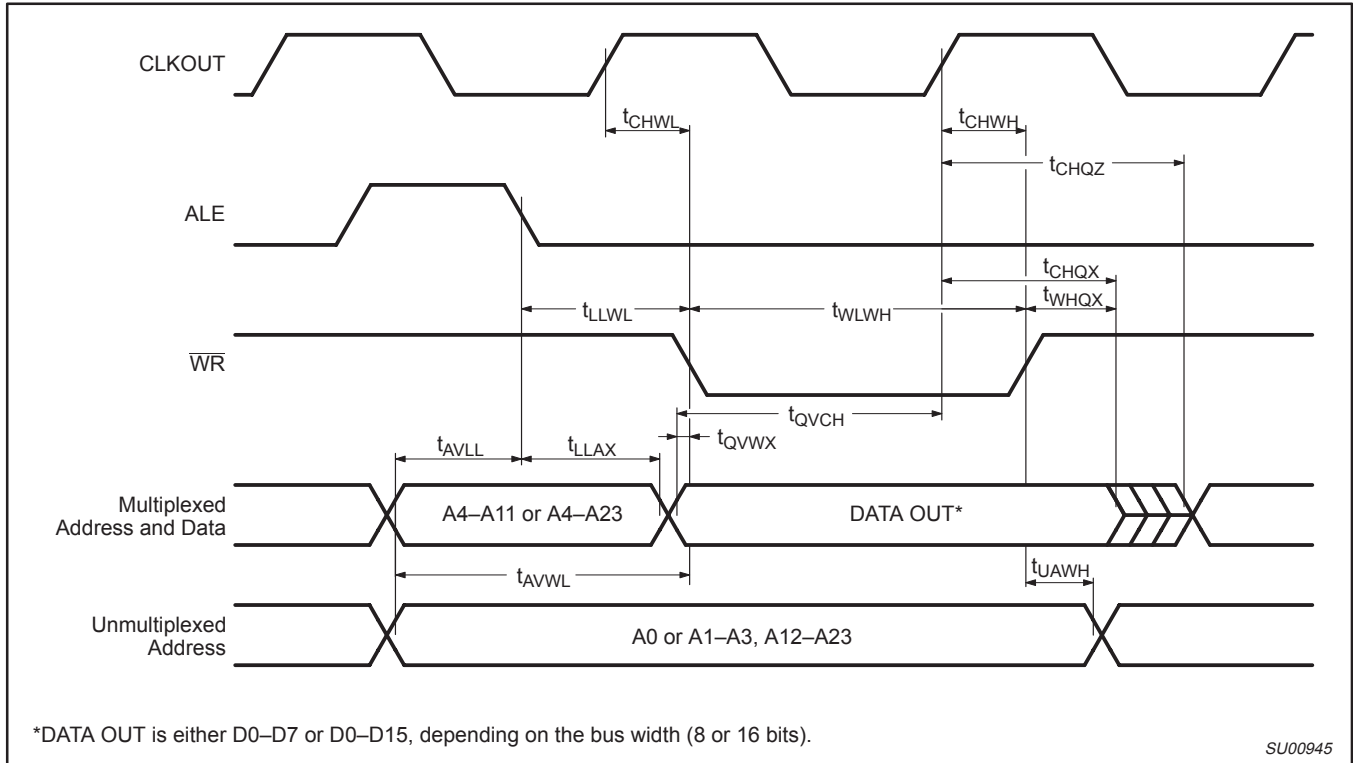 CLKOUT
tCHWL
tCHWH
tCHQZ
ALE
tCHQX
tLLWL
tWLWH
tWHQX
WR
tQVCH
tQVWX
tAVLL
tLLAX
Multiplexed
Address and Data
A4–A11 or A4–A23
DATA OUT*
tAVWL
tUAWH
Unmultiplexed
Address
A0 or A1–A3, A12–A23
*DATA OUT is either D0–D7 or D0–D15, depending on the bus width (8 or 16 bits).
SU00945